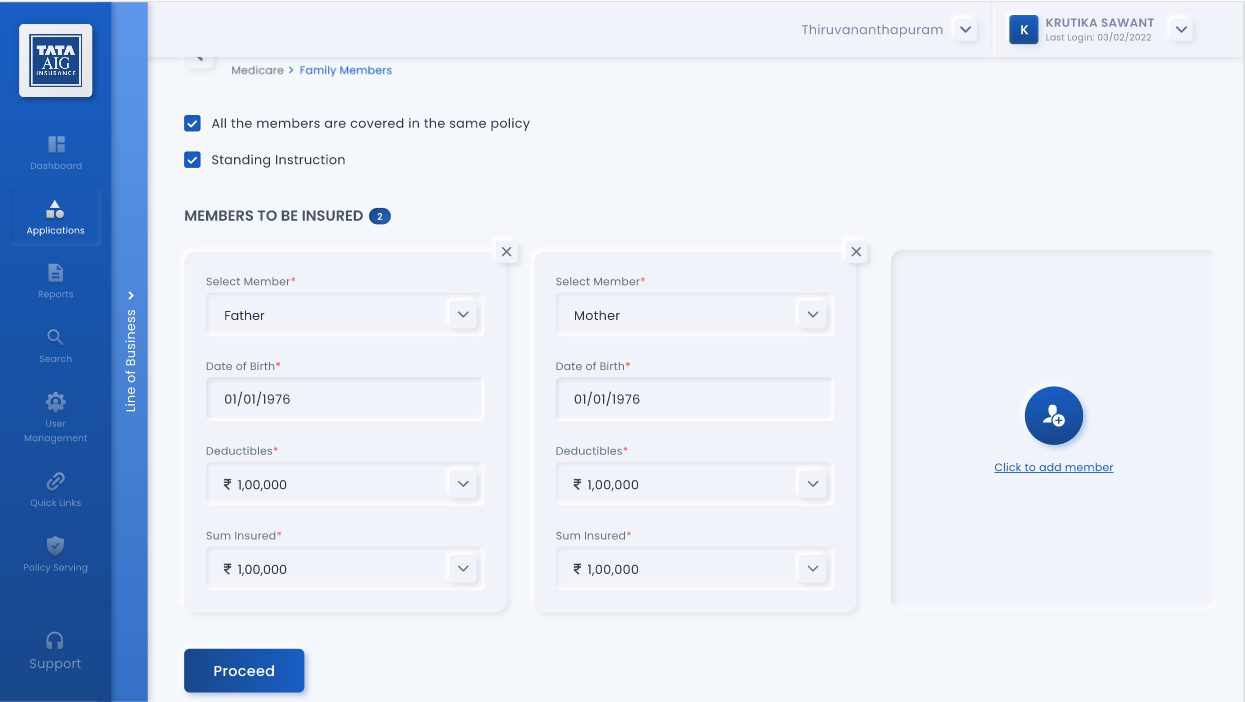 TATA
AIG
INSURANCE
Thiruvananthapuram
K
KRUTIKA SAWANT
Last Login: 03/02/2022
Medicare > Family Members
Dashboard
Applications
Reports
Search
User
Management
Quick Links
Policy Serving
Support
Line of Business >
All the members are covered in the same policy
Standing Instruction
MEMBERS TO BE INSURED 2
Select Member*
Father
Date of Birth*
01/01/1976
Deductibles*
₹ 1,00,000
Sum Insured*
₹ 1,00,000
Select Member*
Mother
Date of Birth*
01/01/1976
Deductibles*
₹ 1,00,000
Sum Insured*
₹ 1,00,000
Click to add member
Proceed